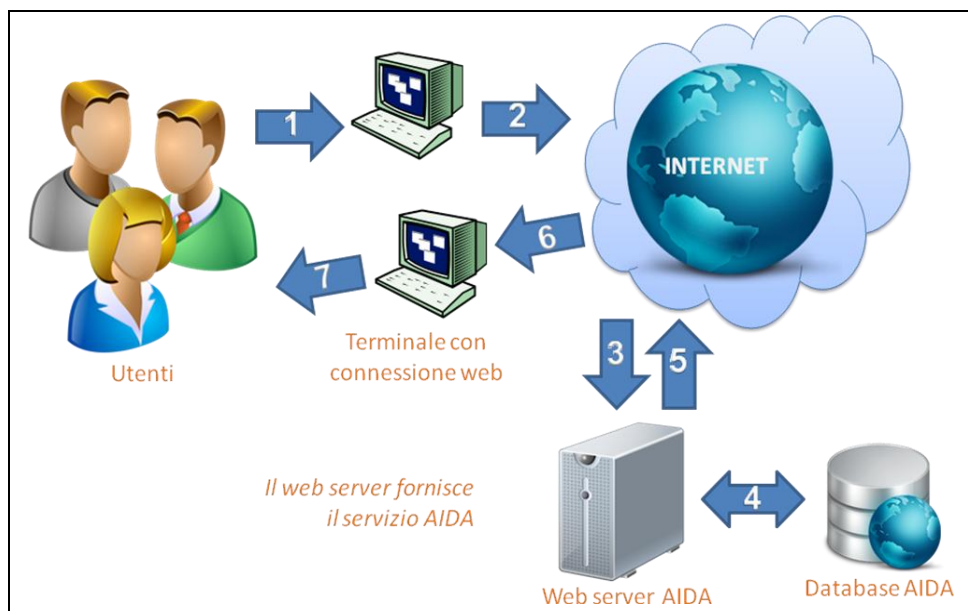 1
2
INTERNET
6
7
Terminale con
connessione web
Utenti
3
5
Il web server fornisce
il servizio AIDA
4
Web server AIDA
Database AIDA